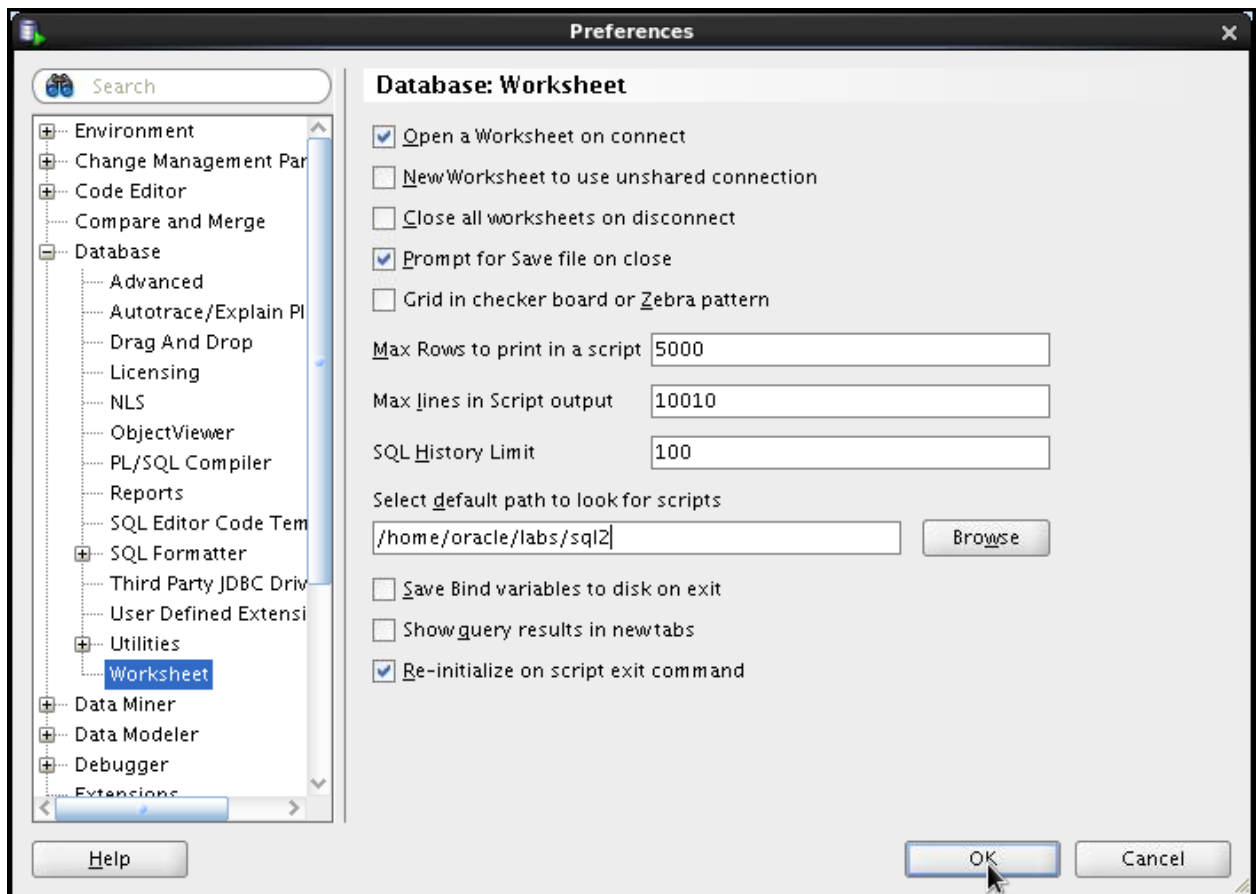 Preferences
Search
Environment
Change Management Par
Code Editor
Compare and Merge
Database
Advanced
Autotrace/Explain Pl
Drag And Drop
Licensing
NLS
ObjectViewer
PL/SQL Compiler
Reports
SQL Editor Code Tem
SQL Formatter
Third Party JDBC Driv
User Defined Extensi
Utilities
Worksheet
Data Miner
Data Modeler
Debugger
Extensions
Database: Worksheet
Open a Worksheet on connect
New Worksheet to use unshared connection
Close all worksheets on disconnect
Prompt for Save file on close
Grid in checker board or Zebra pattern
Max Rows to print in a script 5000
Max lines in Script output 10010
SQL History Limit 100
Select default path to look for scripts
/home/oracle/labs/sql2 Browse
Save Bind variables to disk on exit
Show query results in new tabs
Re-initialize on script exit command
Help OK Cancel